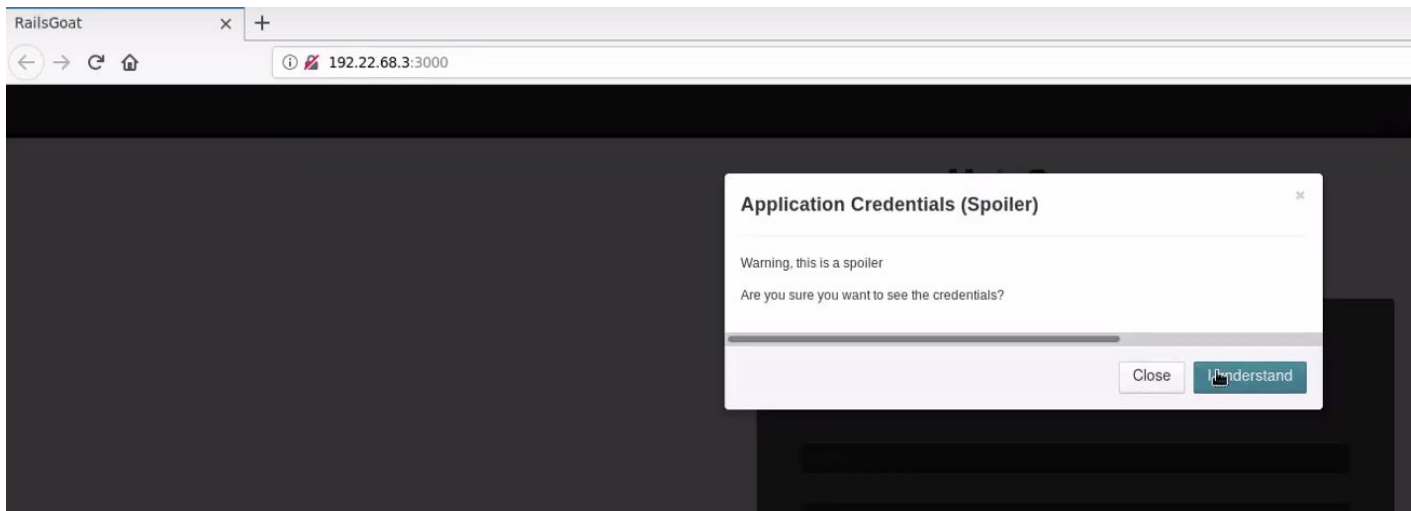 RailsGoat
192.22.68.3:3000
Application Credentials (Spoiler)
Warning, this is a spoiler
Are you sure you want to see the credentials?
Close
I Understand